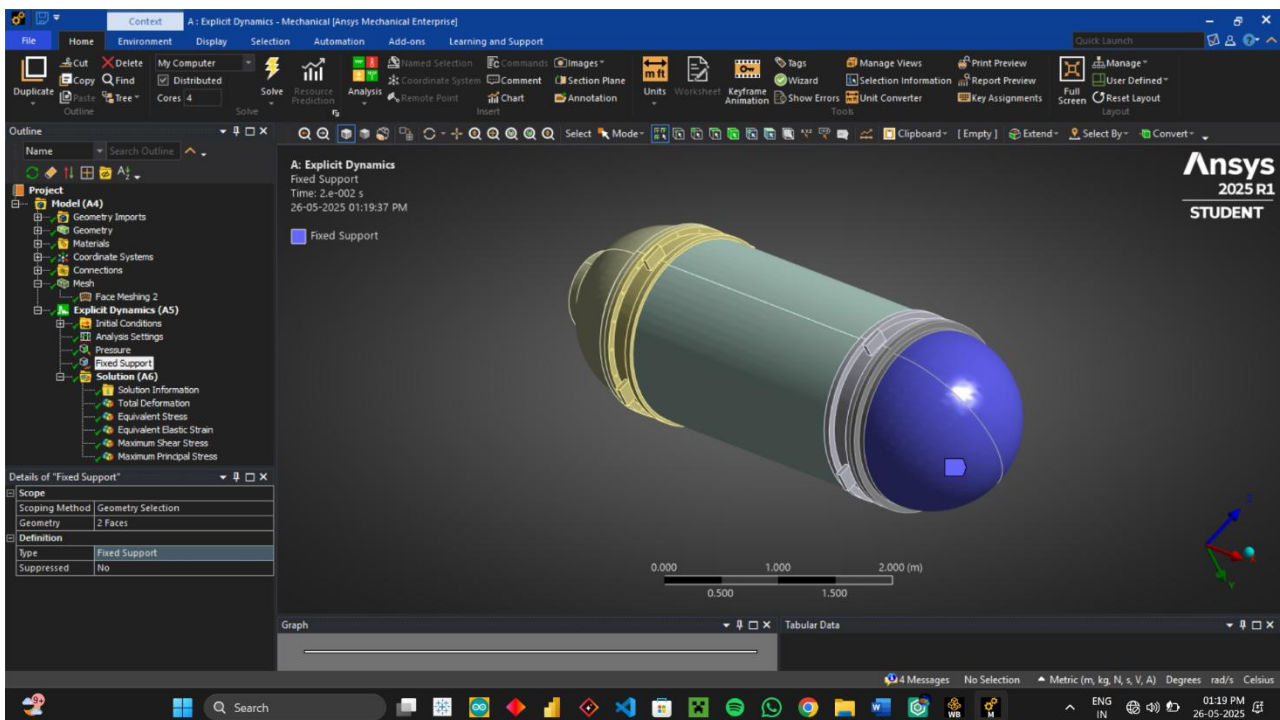 Context
A : Explicit Dynamics - Mechanical [Ansys Mechanical Enterprise]
File Home Environment Display Selection Automation Add-ons Learning and Support
Quick Launch
Duplicate
Cut
Copy
Paste
Delete
Find
Tree
Outline
My Computer
Distributed
Cores 4
Solve
Solve
Resource Prediction
Analysis
Named Selection
Coordinate System
Remote Point
Commands
Comment
Chart
Images
Section Plane
Annotation
Insert
Units
Worksheet
Keyframe Animation
Tags
Wizard
Show Errors
Manage Views
Selection Information
Unit Converter
Print Preview
Report Preview
Key Assignments
Tools
Full Screen
Manage
User Defined
Reset Layout
Layout
Outline
Name
Search Outline
Select
Mode
Clipboard
[ Empty ]
Extend
Select By
Convert
Project
Model (A4)
Geometry Imports
Geometry
Materials
Coordinate Systems
Connections
Mesh
Face Meshing 2
Explicit Dynamics (A5)
Initial Conditions
Analysis Settings
Pressure
Fixed Support
Solution (A6)
Solution Information
Total Deformation
Equivalent Stress
Equivalent Elastic Strain
Maximum Shear Stress
Maximum Principal Stress
Details of "Fixed Support"
Scope
Scoping Method Geometry Selection
Geometry 2 Faces
Definition
Type Fixed Support
Suppressed No
A: Explicit Dynamics
Fixed Support
Time: 2.e-002 s
26-05-2025 01:19:37 PM
Fixed Support
Ansys
2025 R1
STUDENT
0.000 1.000 2.000 (m)
0.500 1.500
Z
X
Y
Graph
Tabular Data
4 Messages No Selection Metric (m, kg, N, s, V, A) Degrees rad/s Celsius
9+
Search
WB
M
ENG
IN
01:19 PM
26-05-2025